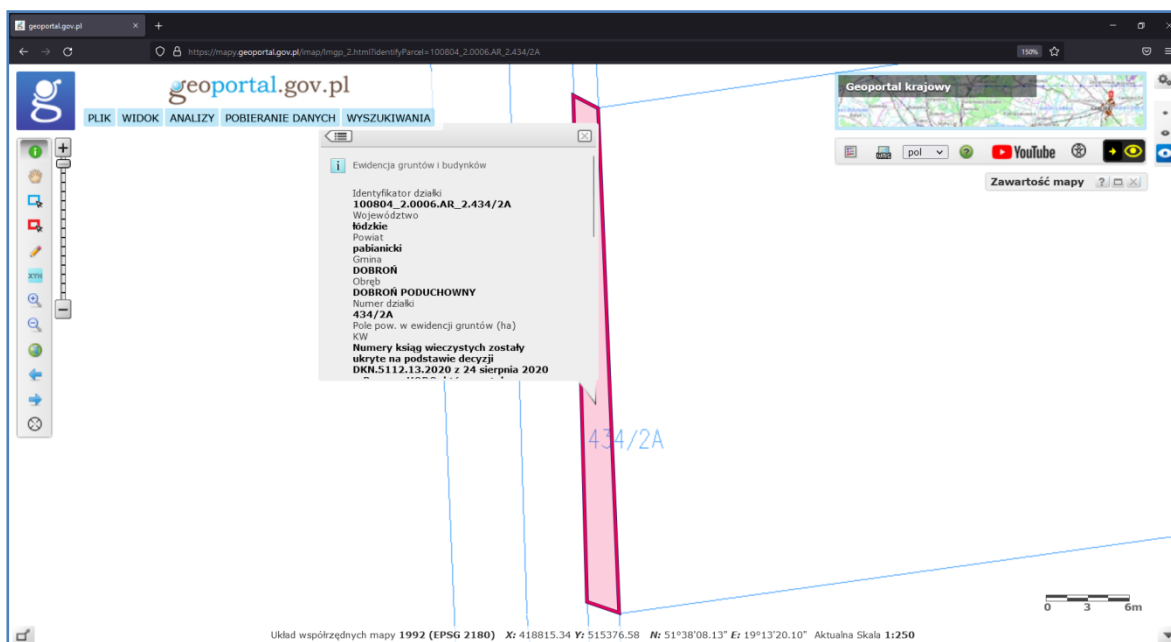 geoportal.gov.pl
https://mapy.geoportal.gov.pl/imap/Imgp_2.html?identifyParcel=100804_2.0006.AR_2.434/2A
150%
geoportal.gov.pl
PLIK WIDOK ANALIZY POBIERANIE DANYCH WYSZUKIWANIA
Geoportal krajowy
pol
YouTube
Zawartość mapy
Ewidencja gruntów i budynków
Identyfikator działki
100804_2.0006.AR_2.434/2A
Województwo
łódzkie
Powiat
pabianicki
Gmina
DOBROŃ
Obręb
DOBROŃ PODUCHOWNY
Numer działki
434/2A
Pole pow. w ewidencji gruntów (ha)
KW
Numery ksiąg wieczystych zostały
ukryte na podstawie decyzji
DKN.5112.13.2020 z 24 sierpnia 2020
XYH
434/2A
0 3 6m
Układ współrzędnych mapy 1992 (EPSG 2180) X: 418815.34 Y: 515376.58 N: 51°38'08.13" E: 19°13'20.10" Aktualna Skala 1:250